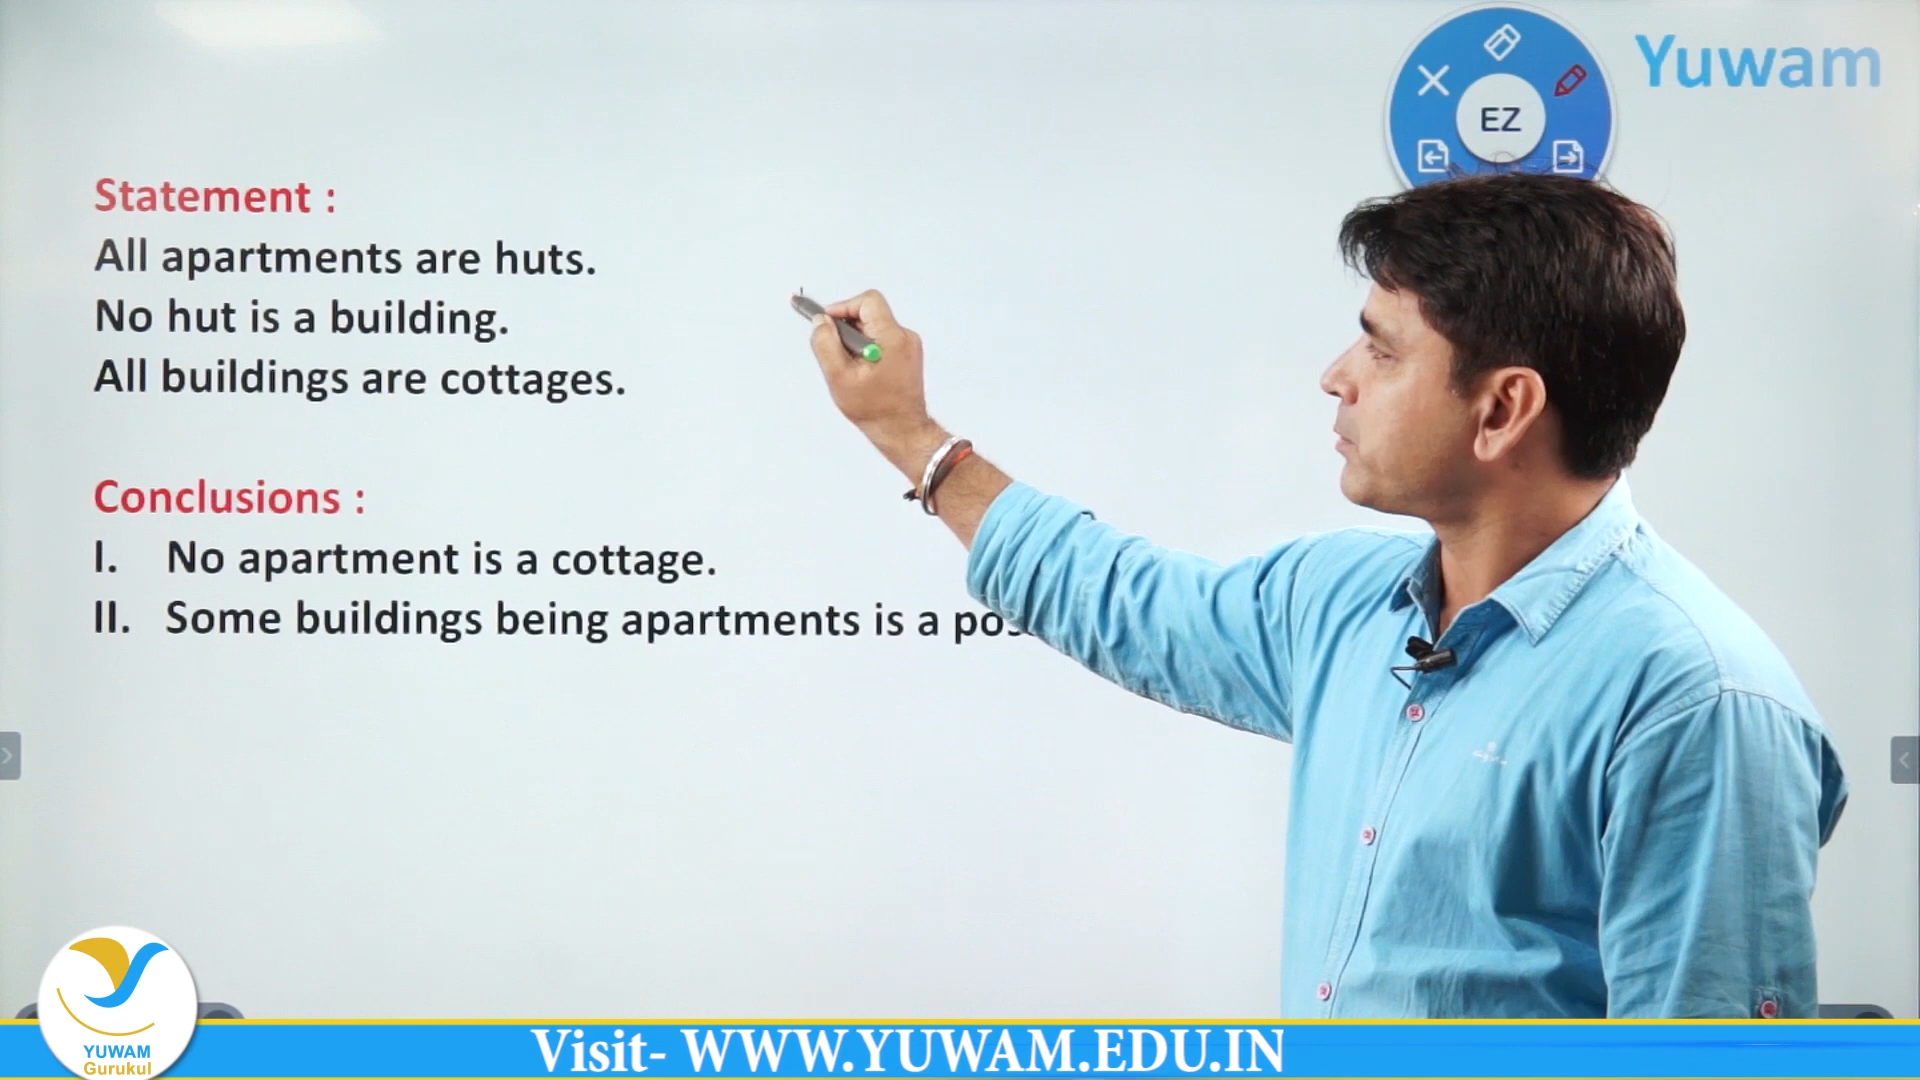 Yuwam
EZ
Statement :
All apartments are huts.
No hut is a building.
All buildings are cottages.
Conclusions :
I. No apartment is a cottage.
II. Some buildings being apartments is a
YUWAM
Gurukul
Visit- WWW.YUWAM.EDU.IN